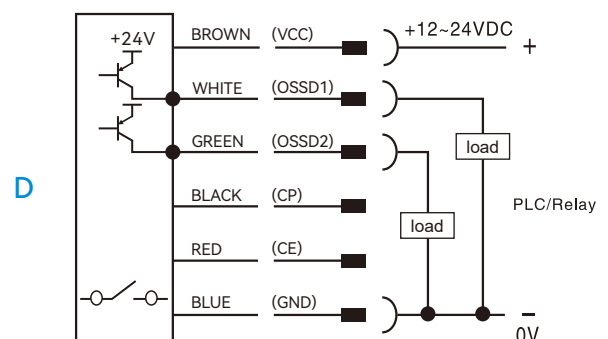 +24V BROWN (VCC) +12~24VDC +
WHITE (OSSD1)
GREEN (OSSD2) load
D BLACK (CP) PLC/Relay
load
RED (CE)
BLUE (GND) −
0V